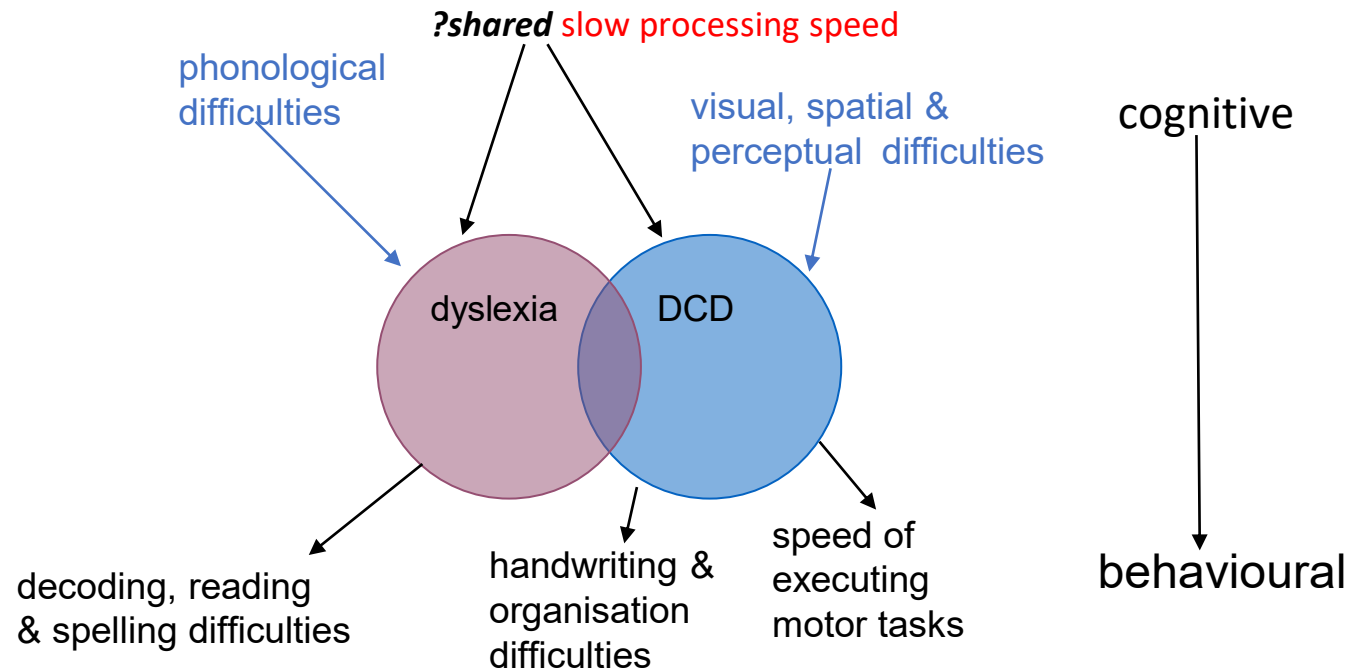 ?shared slow processing speed
phonological
difficulties
visual, spatial &
perceptual difficulties
cognitive
dyslexia
DCD
decoding, reading
& spelling difficulties
handwriting &
organisation
difficulties
speed of
executing
motor tasks
behavioural